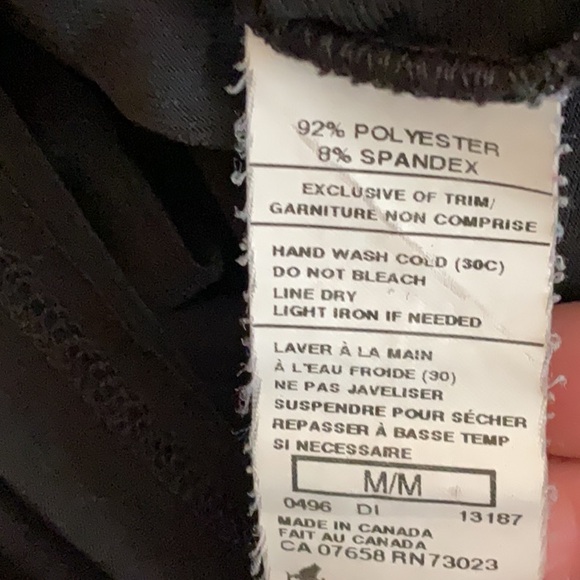 92% POLYESTER
8% SPANDEX
EXCLUSIVE OF TRIM/
GARNITURE NON COMPRISE
HAND WASH COLD (30C)
DO NOT BLEACH
LINE DRY
LIGHT IRON IF NEEDED
LAVER À LA MAIN
À L'EAU FROIDE (30)
NE PAS JAVELISER
SUSPENDRE POUR SÉCHER
REPASSER À BASSE TEMP
SI NECESSAIRE
M/M
0496 DI 13187
MADE IN CANADA
FAIT AU CANADA
CA 07658 RN73023